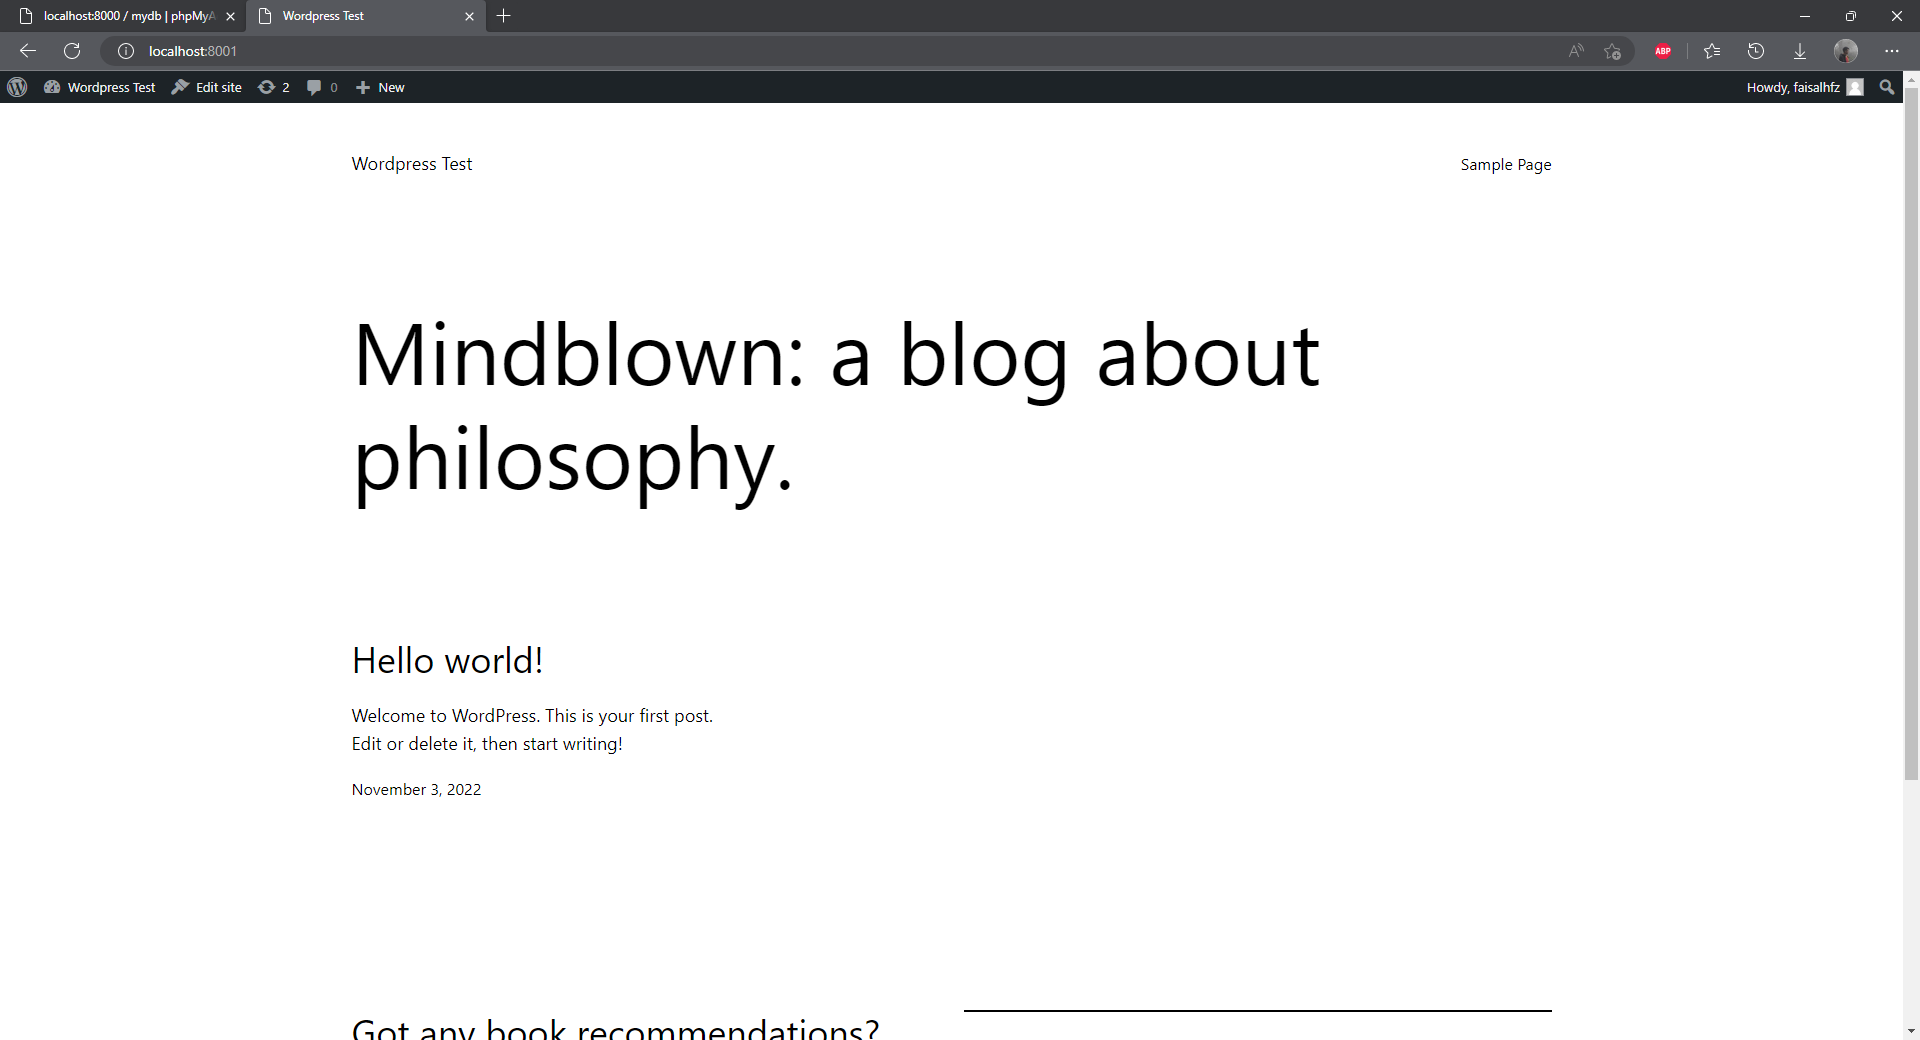 localhost:8000 / mydb | phpMyA
Wordpress Test
localhost:8001
ABP
Wordpress Test
Edit site
2
0
New
Howdy, faisalhfz
Wordpress Test
Sample Page
Mindblown: a blog about
philosophy.
Hello world!
Welcome to WordPress. This is your first post.
Edit or delete it, then start writing!
November 3, 2022
Got any book recommendations?